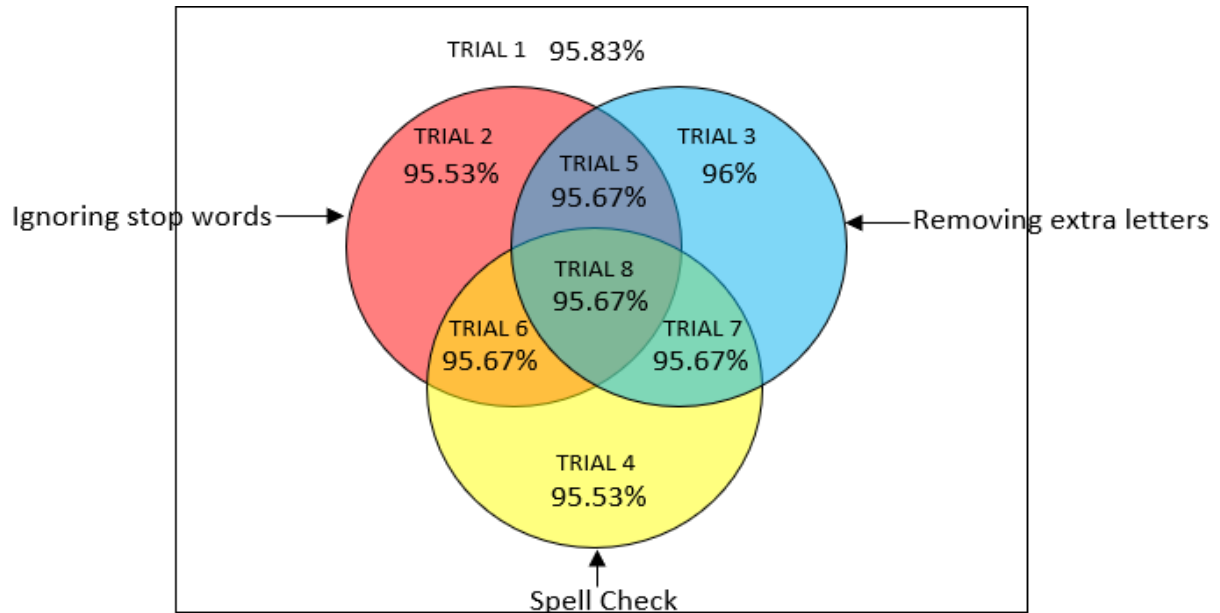 TRIAL 1 95.83%
TRIAL 2
95.53%
TRIAL 5
95.67%
TRIAL 3
96%
Ignoring stop words
Removing extra letters
TRIAL 8
95.67%
TRIAL 6
95.67%
TRIAL 7
95.67%
TRIAL 4
95.53%
Spell Check